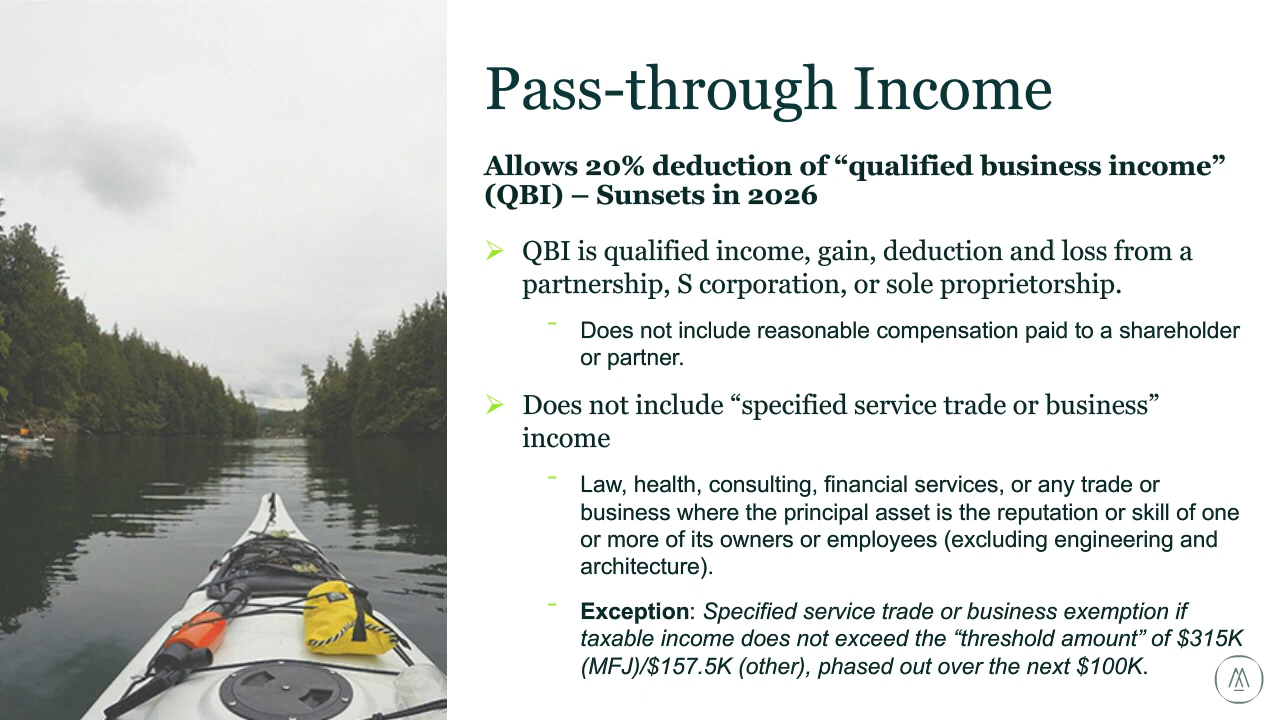 Pass-through Income
Allows 20% deduction of “qualified business income”
(QBI) – Sunsets in 2026
QBI is qualified income, gain, deduction and loss from a
partnership, S corporation, or sole proprietorship.
Does not include reasonable compensation paid to a shareholder
or partner.
Does not include “specified service trade or business”
income
Law, health, consulting, financial services, or any trade or
business where the principal asset is the reputation or skill of one
or more of its owners or employees (excluding engineering and
architecture).
Exception: Specified service trade or business exemption if
taxable income does not exceed the “threshold amount” of $315K
(MFJ)/$157.5K (other), phased out over the next $100K.